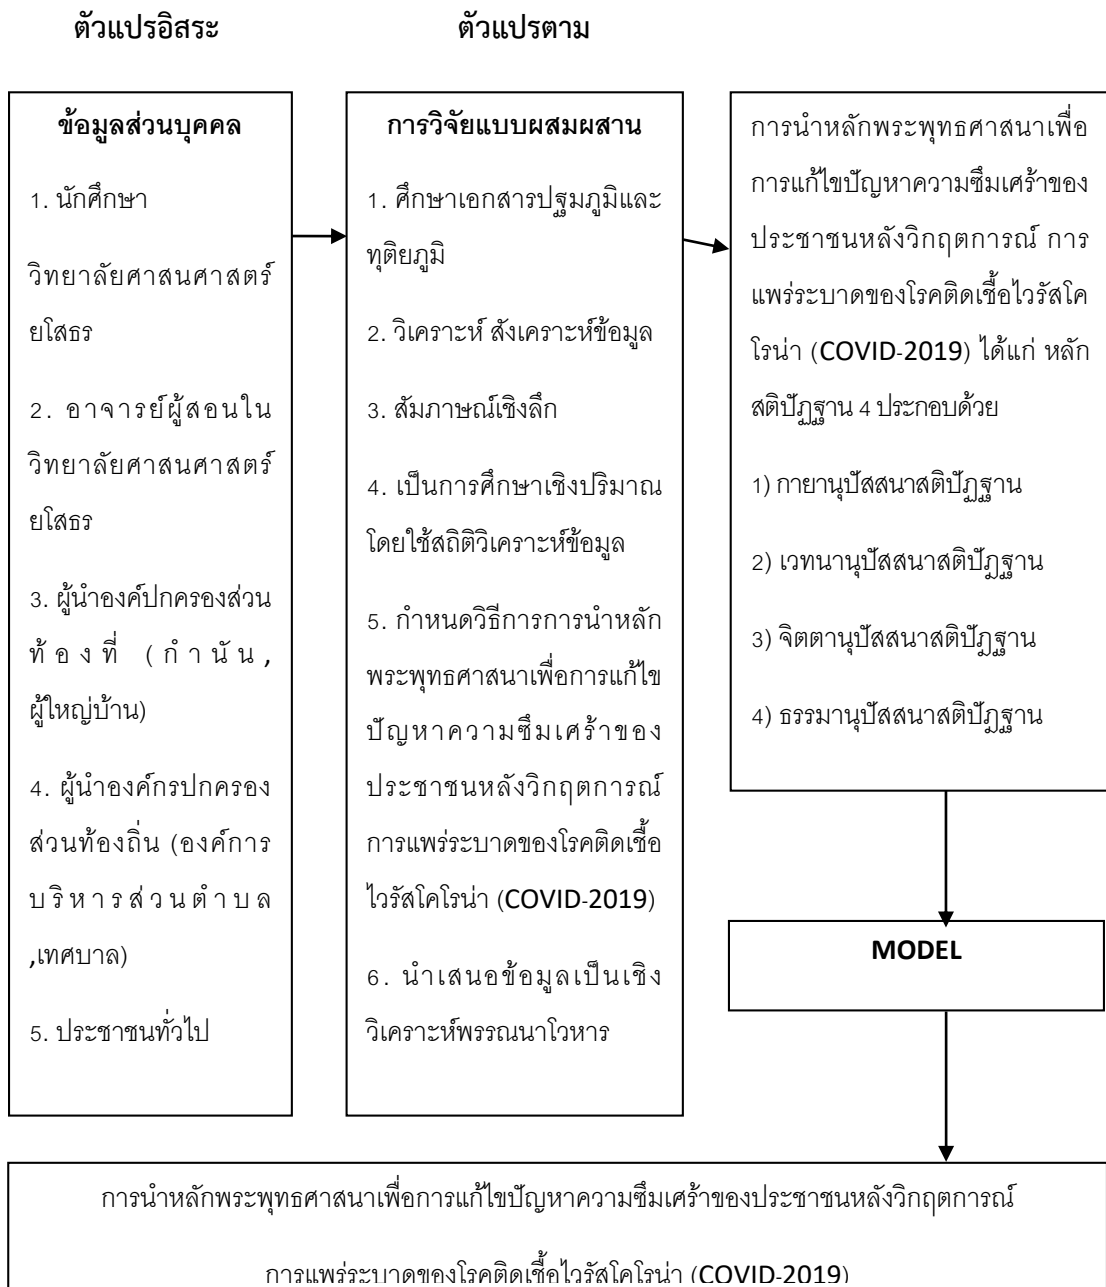 ตัวแปรอิสระ
ตัวแปรตาม
ข้อมูลส่วนบุคคล
1. นักศึกษา
วิทยาลัยศาสนศาสตร์
ยโสธร
2. อาจารย์ผู้สอนใน
วิทยาลัยศาสนศาสตร์
ยโสธร
3. ผู้นำองค์ปกครองส่วน
ท้องที่ (กำนัน,
ผู้ใหญ่บ้าน)
4. ผู้นำองค์กรปกครอง
ส่วนท้องถิ่น (องค์การ
บริหารส่วนตำบล
,เทศบาล)
5. ประชาชนทั่วไป
การวิจัยแบบผสมผสาน
1. ศึกษาเอกสารปฐมภูมิและ
ทุติยภูมิ
2. วิเคราะห์ สังเคราะห์ข้อมูล
3. สัมภาษณ์เชิงลึก
4. เป็นการศึกษาเชิงปริมาณ
โดยใช้สถิติวิเคราะห์ข้อมูล
5. กำหนดวิธีการการนำหลัก
พระพุทธศาสนาเพื่อการแก้ไข
ปัญหาความซึมเศร้าของ
ประชาชนหลังวิกฤตการณ์
การแพร่ระบาดของโรคติดเชื้อ
ไวรัสโคโรน่า (COVID-2019)
6. นำเสนอข้อมูลเป็นเชิง
วิเคราะห์พรรณนาโวหาร
การนำหลักพระพุทธศาสนาเพื่อ
การแก้ไขปัญหาความซึมเศร้าของ
ประชาชนหลังวิกฤตการณ์ การ
แพร่ระบาดของโรคติดเชื้อไวรัสโค
โรน่า (COVID-2019) ได้แก่ หลัก
สติปัฏฐาน 4 ประกอบด้วย
1) กายานุปัสสนาสติปัฏฐาน
2) เวทนานุปัสสนาสติปัฏฐาน
3) จิตตานุปัสสนาสติปัฏฐาน
4) ธรรมานุปัสสนาสติปัฏฐาน
MODEL
การนำหลักพระพุทธศาสนาเพื่อการแก้ไขปัญหาความซึมเศร้าของประชาชนหลังวิกฤตการณ์
การแพร่ระบาดของโรคติดเชื้อไวรัสโคโรน่า (COVID-2019)